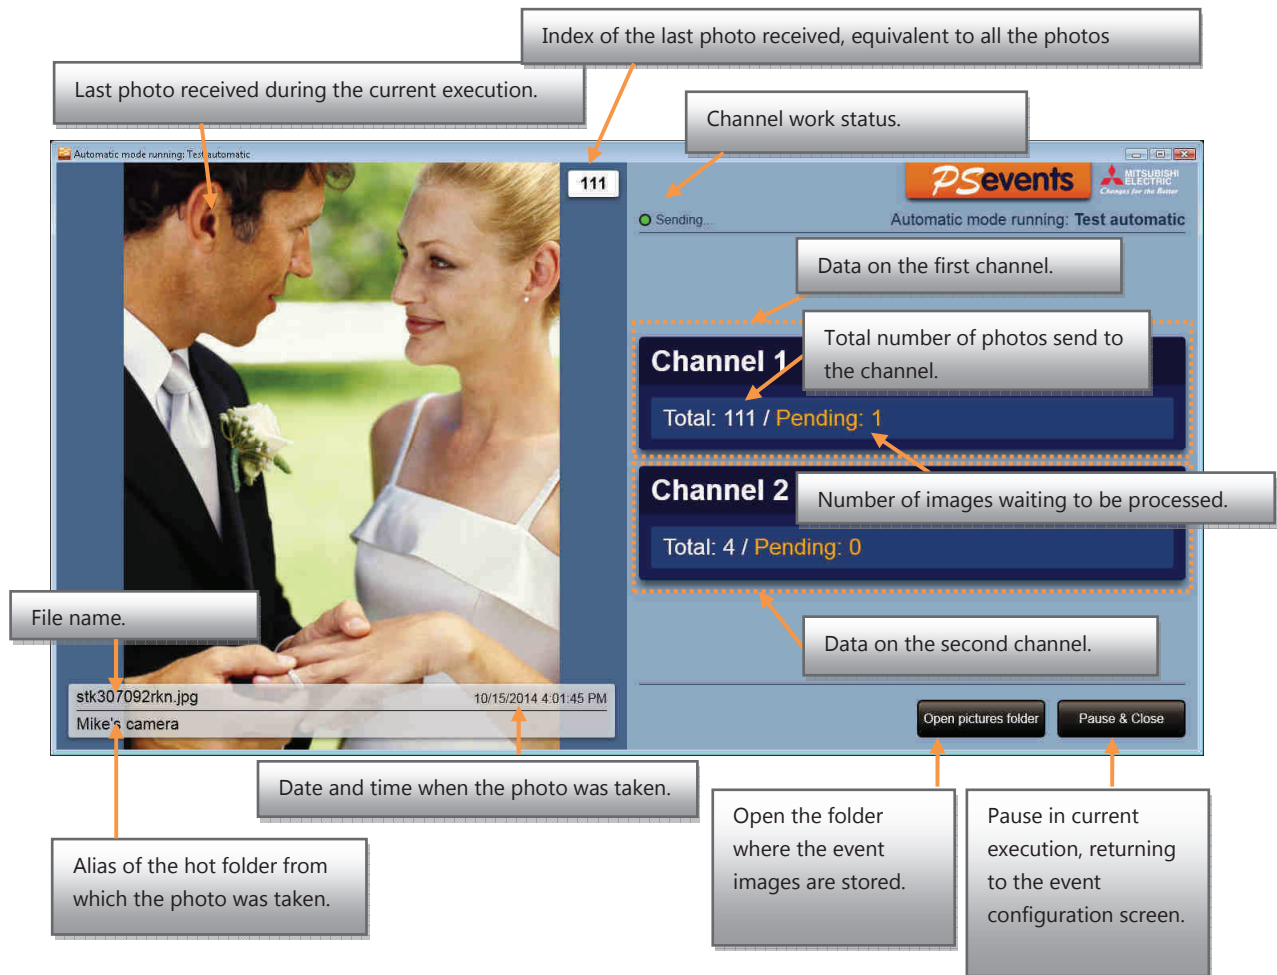 Index of the last photo received, equivalent to all the photos
Last photo received during the current execution.
Channel work status.
Automatic mode running: Test automatic
111
PSevents
MITSUBISHI
ELECTRIC
Changes for the Better
Sending...
Automatic mode running: Test automatic
Data on the first channel.
Total number of photos send to
the channel.
Channel 1
Total: 111 / Pending: 1
Number of images waiting to be processed.
Channel 2
Total: 4 / Pending: 0
File name.
Data on the second channel.
stk307092rkn.jpg
10/15/2014 4:01:45 PM
Mike's camera
Open pictures folder
Pause & Close
Date and time when the photo was taken.
Alias of the hot folder from
which the photo was taken.
Open the folder
where the event
images are stored.
Pause in current
execution, returning
to the event
configuration screen.